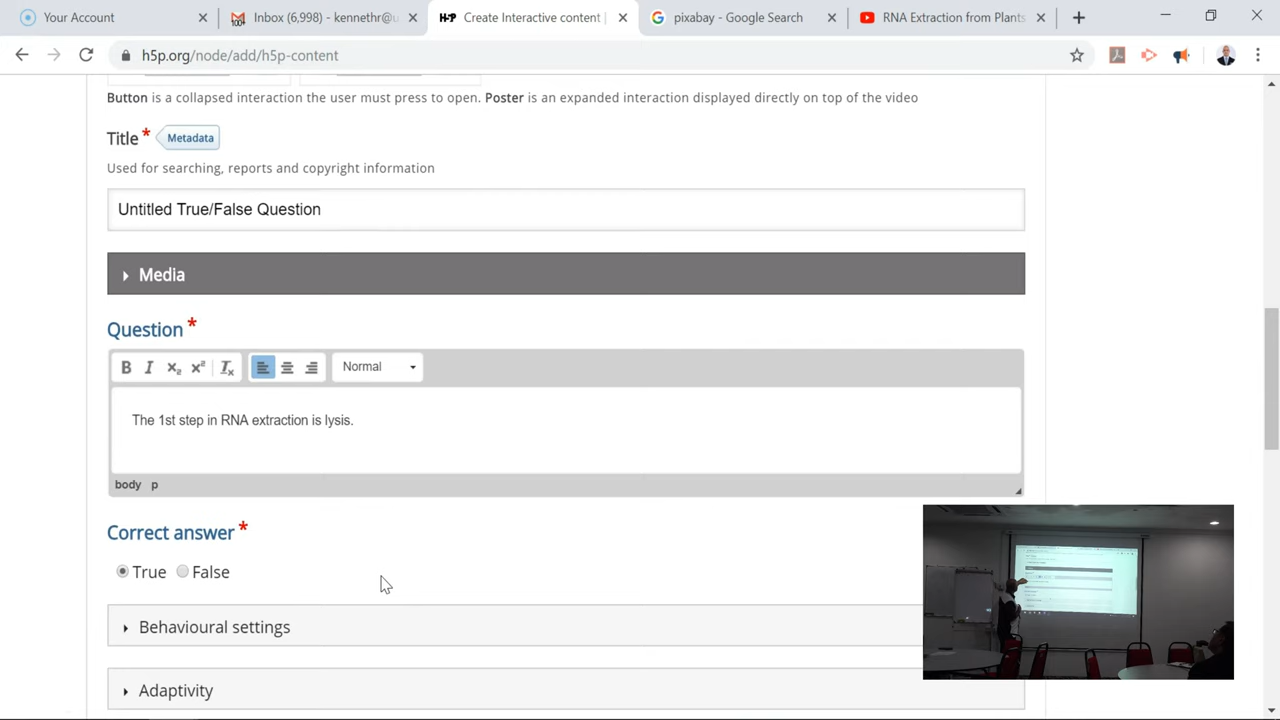 Your Account
Inbox (6,998) - kennethr@u
H5P Create Interactive content |
pixabay - Google Search
RNA Extraction from Plants
h5p.org/node/add/h5p-content
Button is a collapsed interaction the user must press to open. Poster is an expanded interaction displayed directly on top of the video
Title * Metadata
Used for searching, reports and copyright information
Untitled True/False Question
Media
Question *
B I x₂ x² Tx Normal
The 1st step in RNA extraction is lysis.
body p
Correct answer *
True False
Behavioural settings
Adaptivity